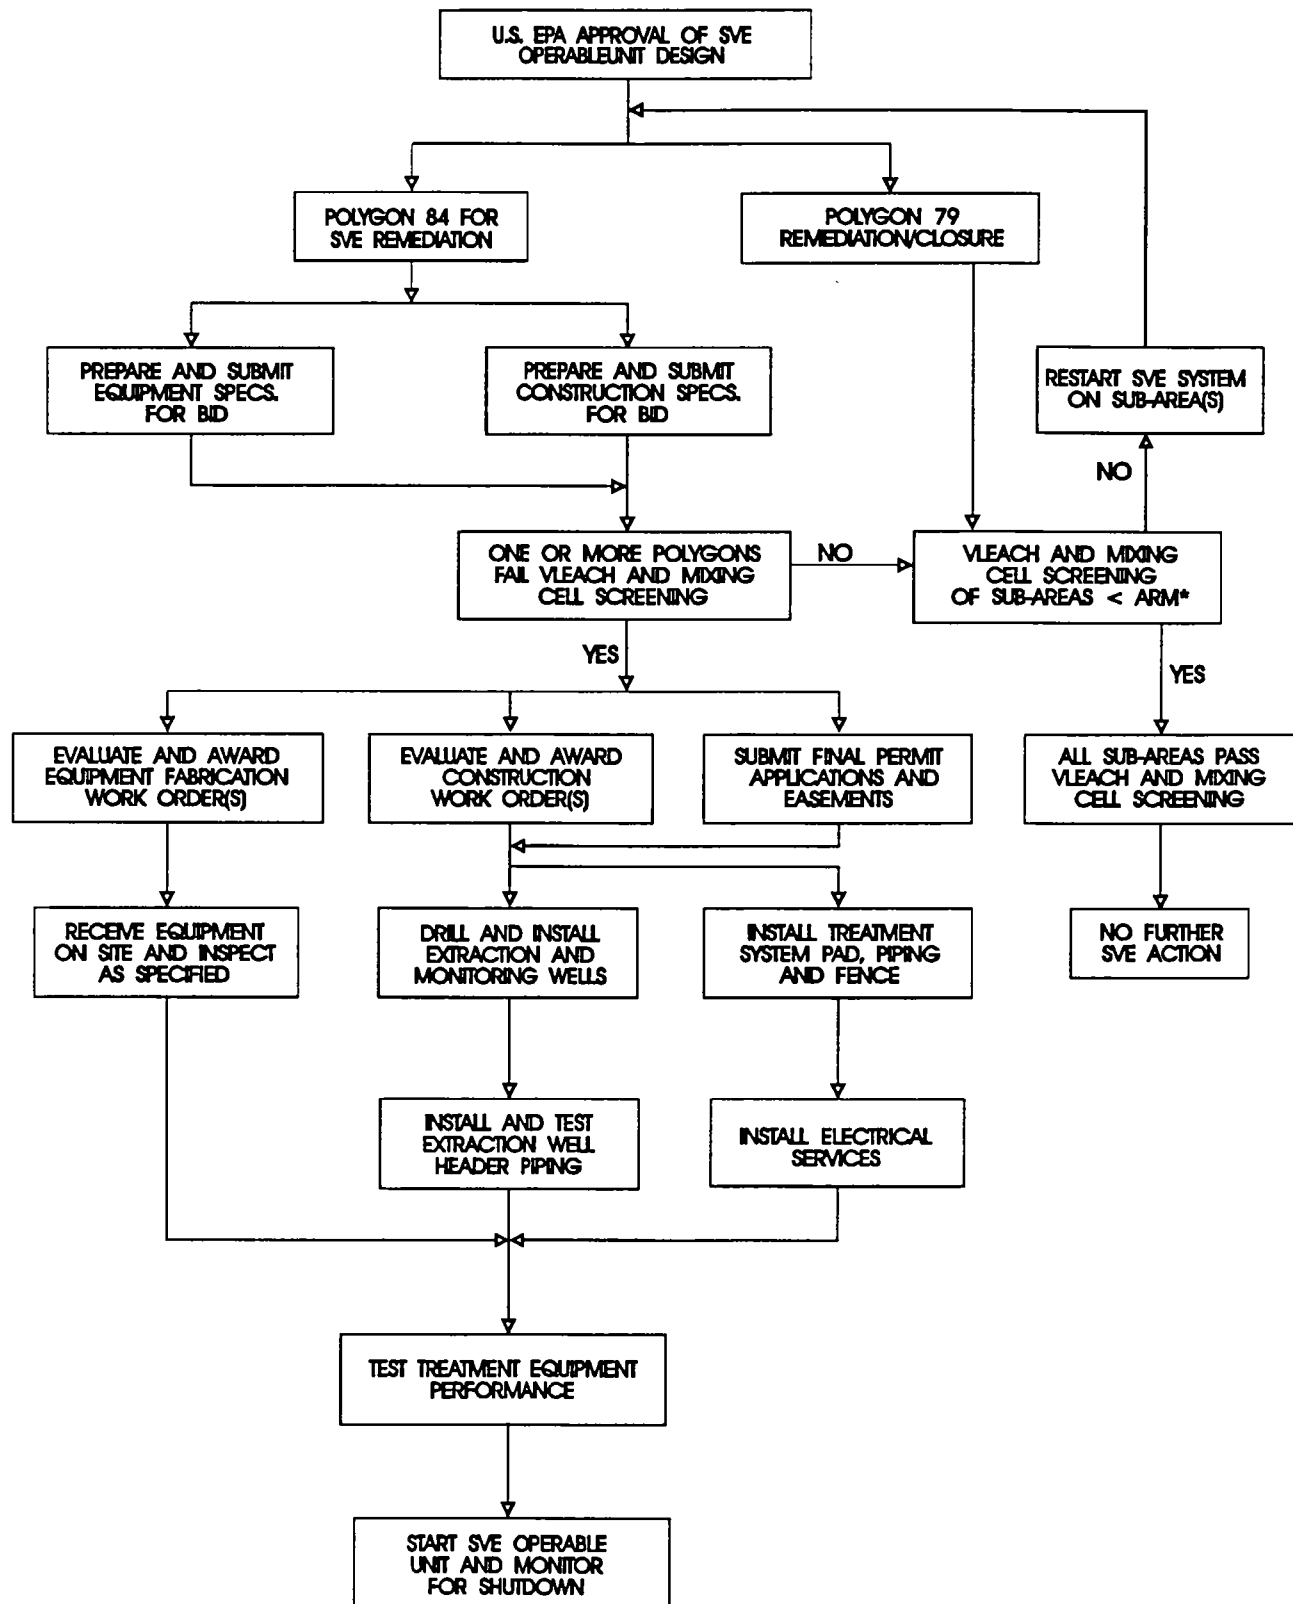 U.S. EPA APPROVAL OF SVE
OPERABLEUNIT DESIGN
POLYGON 84 FOR
SVE REMEDIATION
POLYGON 79
REMEDIATION/CLOSURE
PREPARE AND SUBMIT
EQUIPMENT SPECS.
FOR BID
PREPARE AND SUBMIT
CONSTRUCTION SPECS.
FOR BID
RESTART SVE SYSTEM
ON SUB-AREA(S)
NO
ONE OR MORE POLYGONS
FAIL VLEACH AND MIXING
CELL SCREENING
NO
VLEACH AND MIXING
CELL SCREENING
OF SUB-AREAS < ARM*
YES
YES
EVALUATE AND AWARD
EQUIPMENT FABRICATION
WORK ORDER(S)
EVALUATE AND AWARD
CONSTRUCTION
WORK ORDER(S)
SUBMIT FINAL PERMIT
APPLICATIONS AND
EASEMENTS
ALL SUB-AREAS PASS
VLEACH AND MIXING
CELL SCREENING
RECEIVE EQUIPMENT
ON SITE AND INSPECT
AS SPECIFIED
DRILL AND INSTALL
EXTRACTION AND
MONITORING WELLS
INSTALL TREATMENT
SYSTEM PAD, PIPING
AND FENCE
NO FURTHER
SVE ACTION
INSTALL AND TEST
EXTRACTION WELL
HEADER PIPING
INSTALL ELECTRICAL
SERVICES
TEST TREATMENT EQUIPMENT
PERFORMANCE
START SVE OPERABLE
UNIT AND MONITOR
FOR SHUTDOWN